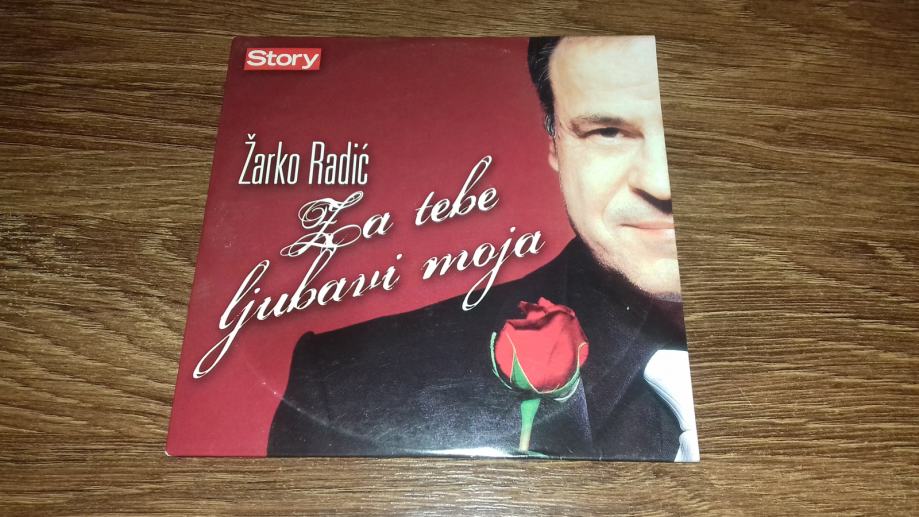 Story
Žarko Radić
Za tebe
ljubavi moja